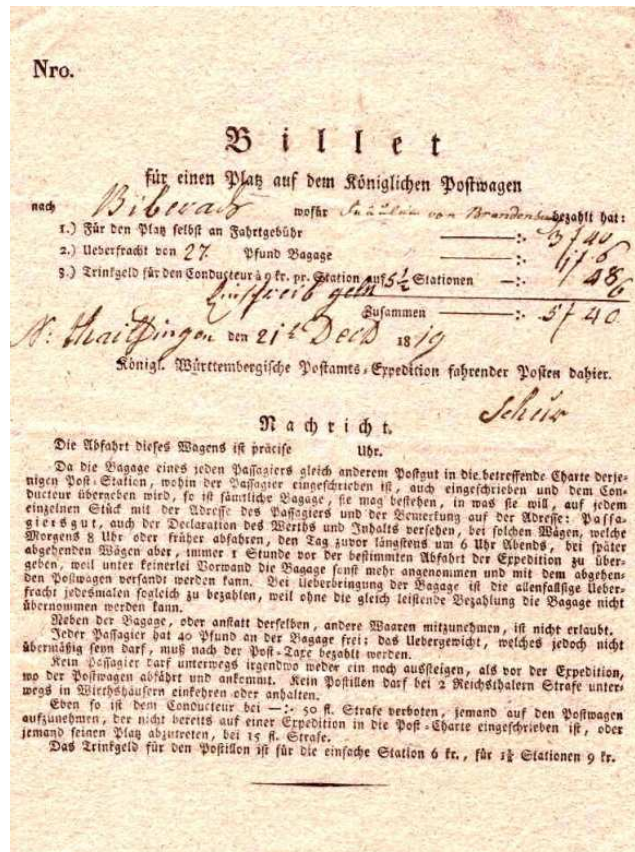 Nro.
Billet
für einen Platz auf dem Königlichen Postwagen
nach Biberach wofür Fräulein von Brandenburg bezahlt hat:
1.) Für den Platz selbst an Fahrtgebühr —:. 3 f 40
2.) Ueberfracht von 27 Pfund Bagage —:. 1 f 6
3.) Trinkgeld für den Conducteur à 9 kr. pr. Station auf 5½ Stationen —:. 48
Einschreib geld 6
Zusammen —:. 5 f 40
den 21t Decb 1819
Königl. Württembergische Postamts-Expedition fahrender Posten dahier.
Nachricht.
Die Abfahrt dieses Wagens ist präcise Uhr.
Da die Bagage eines jeden Passagiers gleich anderem Postgut in die betreffende Charte derje-
nigen Post-Station, wohin der Passagier eingeschrieben ist, auch eingeschrieben und dem Con-
ducteur übergeben wird, so ist sämtliche Bagage, sie mag bestehen, in was sie will, auf jedem
einzelnen Stück mit der Adresse des Passagiers und der Bemerkung auf der Adresse: Passa-
giersgut, auch der Declaration des Werths und Inhalts versehen, bei solchen Wägen, welche
Morgens 8 Uhr oder früher abfahren, den Tag zuvor längstens um 6 Uhr Abends, bei später
abgehenden Wägen aber, immer 1 Stunde vor der bestimmten Abfahrt der Expedition zu über-
geben, weil unter keinerlei Vorwand die Bagage sonst mehr angenommen und mit dem abgehen-
den Postwagen versandt werden kann. Bei Ueberbringung der Bagage ist die allenfallsige Ueber-
fracht jedesmalen sogleich zu bezahlen, weil ohne die gleich leistende Bezahlung die Bagage nicht
übernommen werden kann.
Neben der Bagage, oder anstatt derselben, andere Waaren mitzunehmen, ist nicht erlaubt.
Jeder Passagier hat 40 Pfund an der Bagage frei: das Uebergewicht, welches jedoch nicht
übermäßig seyn darf, muß nach der Post-Taxe bezahlt werden.
Kein Passagier darf unterwegs irgendwo weder ein noch aussteigen, als vor der Expedition,
wo der Postwagen abfährt und ankommt. Kein Postillon darf bei 2 Reichsthalern Strafe unter-
wegs in Wirthshäusern einkehren oder anhalten.
Eben so ist dem Conducteur bei —:. 50 fl. Strafe verboten, jemand auf den Postwagen
aufzunehmen, der nicht bereits auf einer Expedition in die Post-Charte eingeschrieben ist, oder
jemand seinen Platz abzutreten, bei 15 fl. Strafe.
Das Trinkgeld für den Postillon ist für die einfache Station 6 kr., für 1½ Stationen 9 kr.